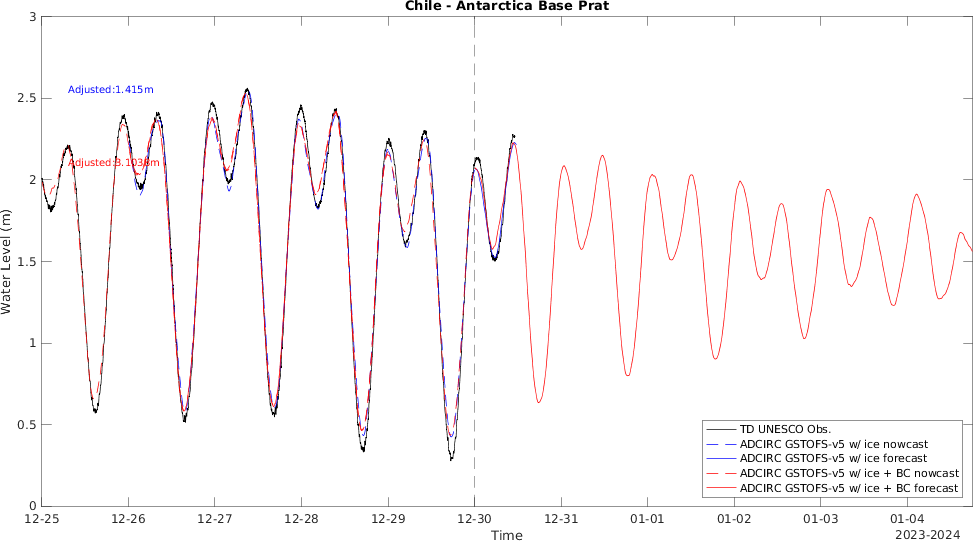 Chile - Antarctica Base Prat
3
2.5
2
1.5
1
0.5
0
Water Level (m)
Adjusted:1.415m
TD UNESCO Obs.
ADCIRC GSTOFS-v5 w/ ice nowcast
ADCIRC GSTOFS-v5 w/ ice forecast
ADCIRC GSTOFS-v5 w/ ice + BC nowcast
ADCIRC GSTOFS-v5 w/ ice + BC forecast
12-25 12-26 12-27 12-28 12-29 12-30 12-31 01-01 01-02 01-03 01-04
Time
2023-2024